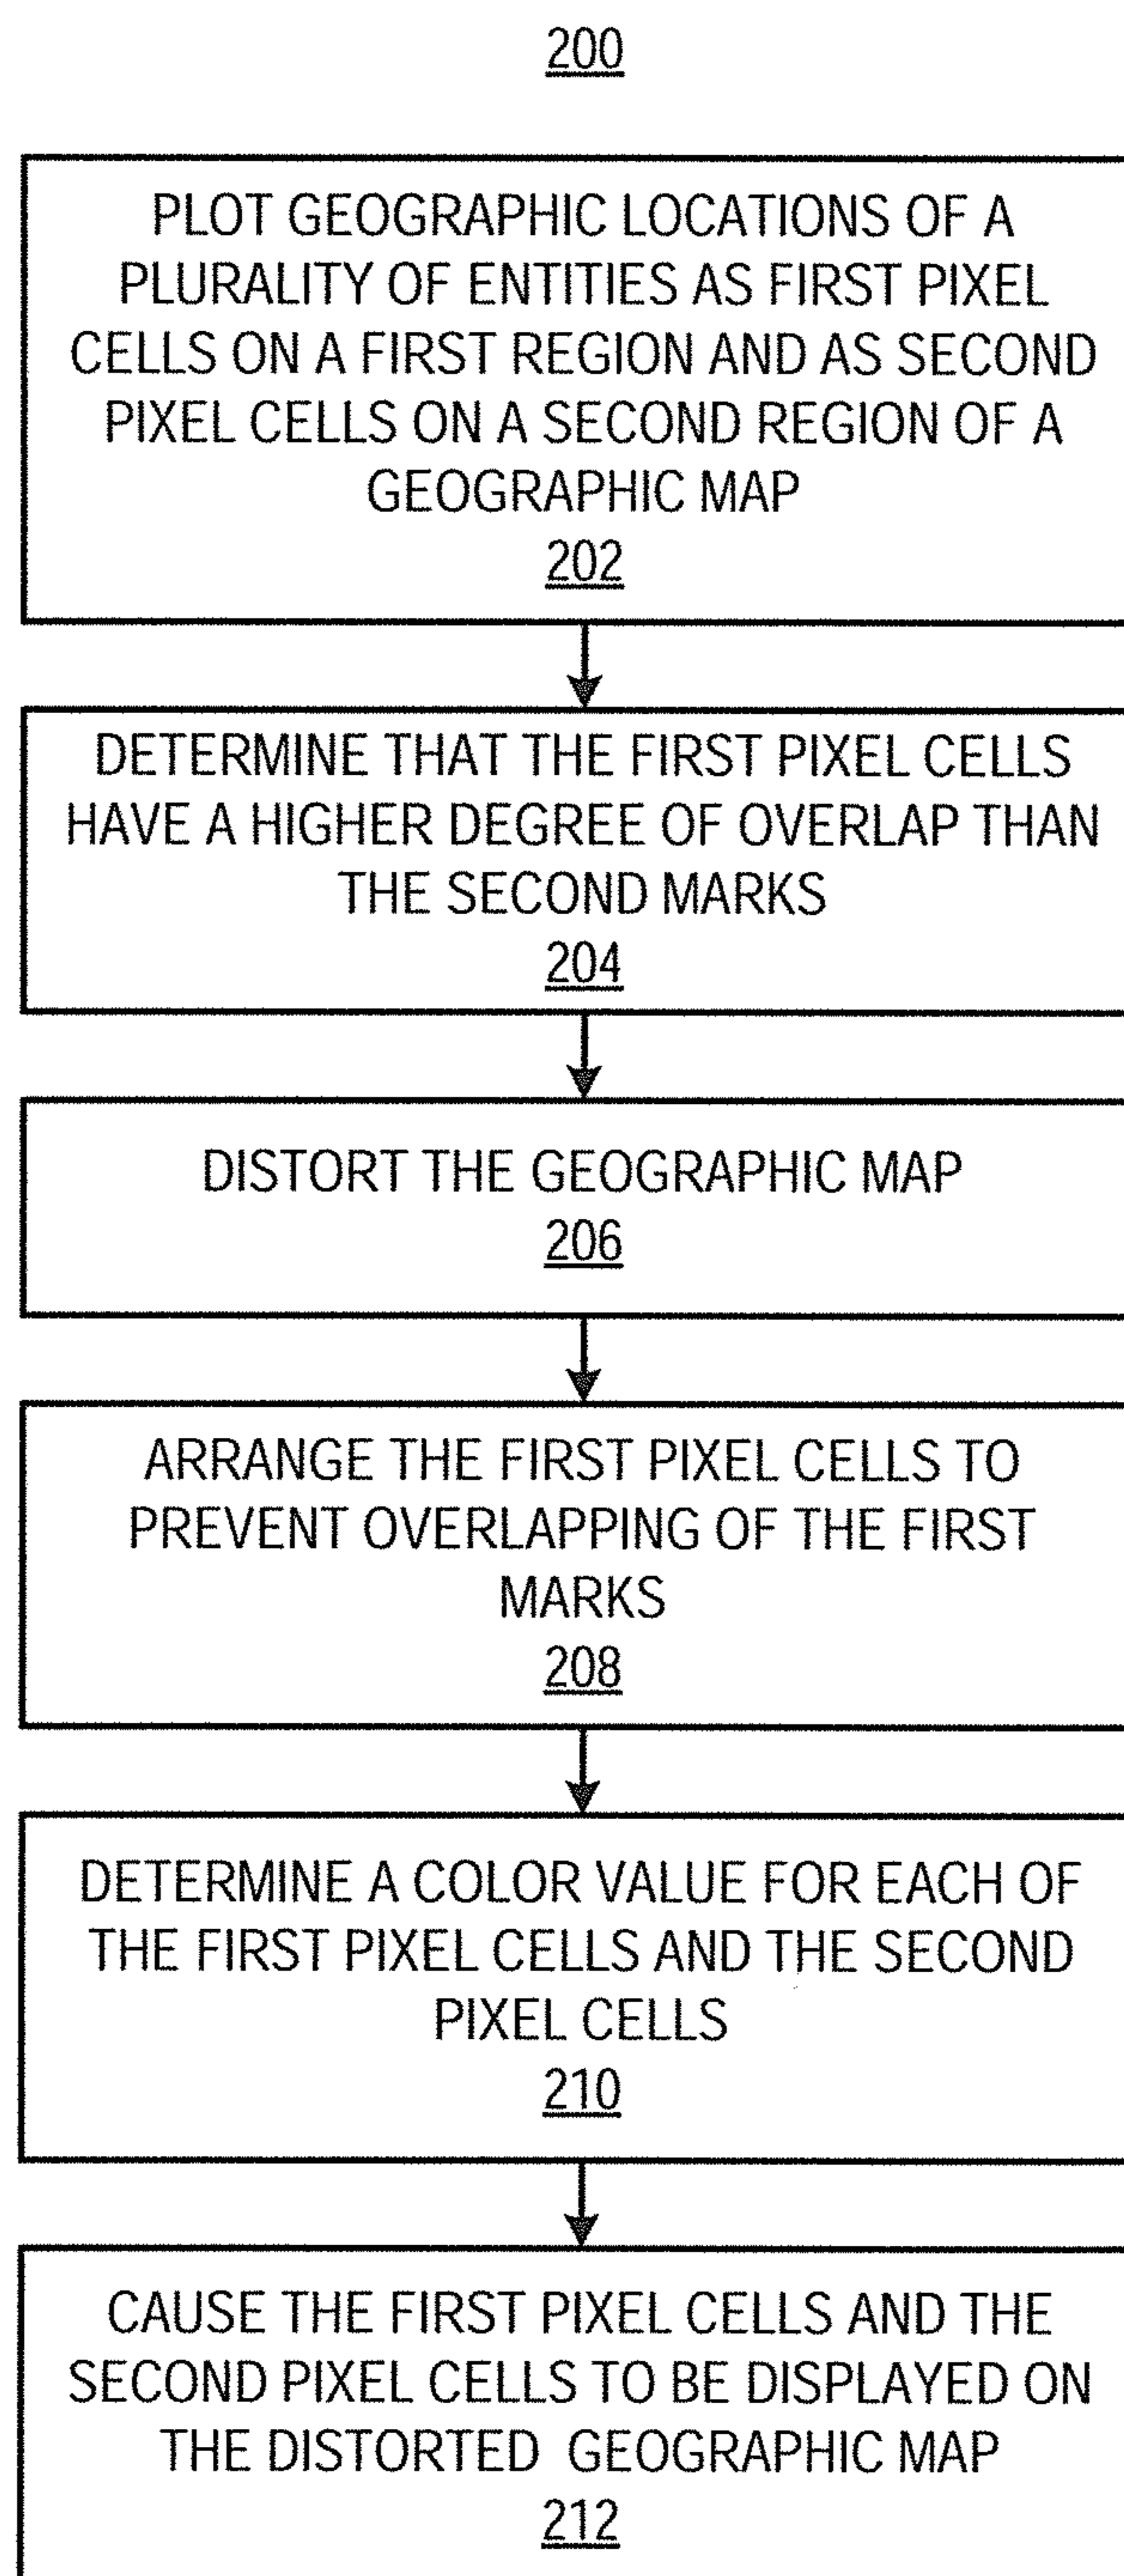 200
PLOT GEOGRAPHIC LOCATIONS OF A
PLURALITY OF ENTITIES AS FIRST PIXEL
CELLS ON A FIRST REGION AND AS SECOND
PIXEL CELLS ON A SECOND REGION OF A
GEOGRAPHIC MAP
202
DETERMINE THAT THE FIRST PIXEL CELLS
HAVE A HIGHER DEGREE OF OVERLAP THAN
THE SECOND MARKS
204
DISTORT THE GEOGRAPHIC MAP
206
ARRANGE THE FIRST PIXEL CELLS TO
PREVENT OVERLAPPING OF THE FIRST
MARKS
208
DETERMINE A COLOR VALUE FOR EACH OF
THE FIRST PIXEL CELLS AND THE SECOND
PIXEL CELLS
210
CAUSE THE FIRST PIXEL CELLS AND THE
SECOND PIXEL CELLS TO BE DISPLAYED ON
THE DISTORTED GEOGRAPHIC MAP
212